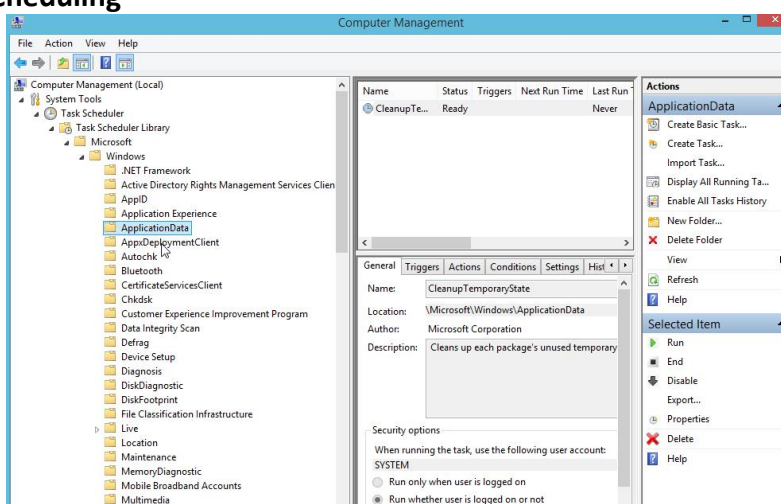 cheduling
Computer Management
File Action View Help
Computer Management (Local)
System Tools
Task Scheduler
Task Scheduler Library
Microsoft
Windows
.NET Framework
Active Directory Rights Management Services Clien
AppID
Application Experience
ApplicationData
AppxDeploymentClient
Autochk
Bluetooth
CertificateServicesClient
Chkdsk
Customer Experience Improvement Program
Data Integrity Scan
Defrag
Device Setup
Diagnosis
DiskDiagnostic
DiskFootprint
File Classification Infrastructure
Live
Location
Maintenance
MemoryDiagnostic
Mobile Broadband Accounts
Multimedia
Name Status Triggers Next Run Time Last Run
CleanupTe... Ready Never
General Triggers Actions Conditions Settings Hist
Name: CleanupTemporaryState
Location: \Microsoft\Windows\ApplicationData
Author: Microsoft Corporation
Description: Cleans up each package's unused temporary
Security options
When running the task, use the following user account:
SYSTEM
Run only when user is logged on
Run whether user is logged on or not
Actions
ApplicationData
Create Basic Task...
Create Task...
Import Task...
Display All Running Ta...
Enable All Tasks History
New Folder...
Delete Folder
View
Refresh
Help
Selected Item
Run
End
Disable
Export...
Properties
Delete
Help